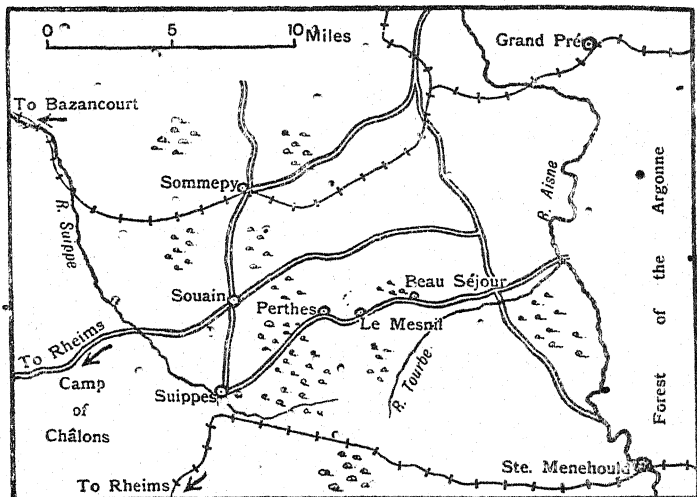 0 5 10 Miles
Grand Pré
To Bazancourt
Sommepy
R. Aisne
R. Suippe
Forest of the Argonne
Souain
Beau Séjour
Perthes
Le Mesnil
To Rheims
R. Tourbe
Camp
of
Châlons
Suippes
Ste. Menehould
To Rheims